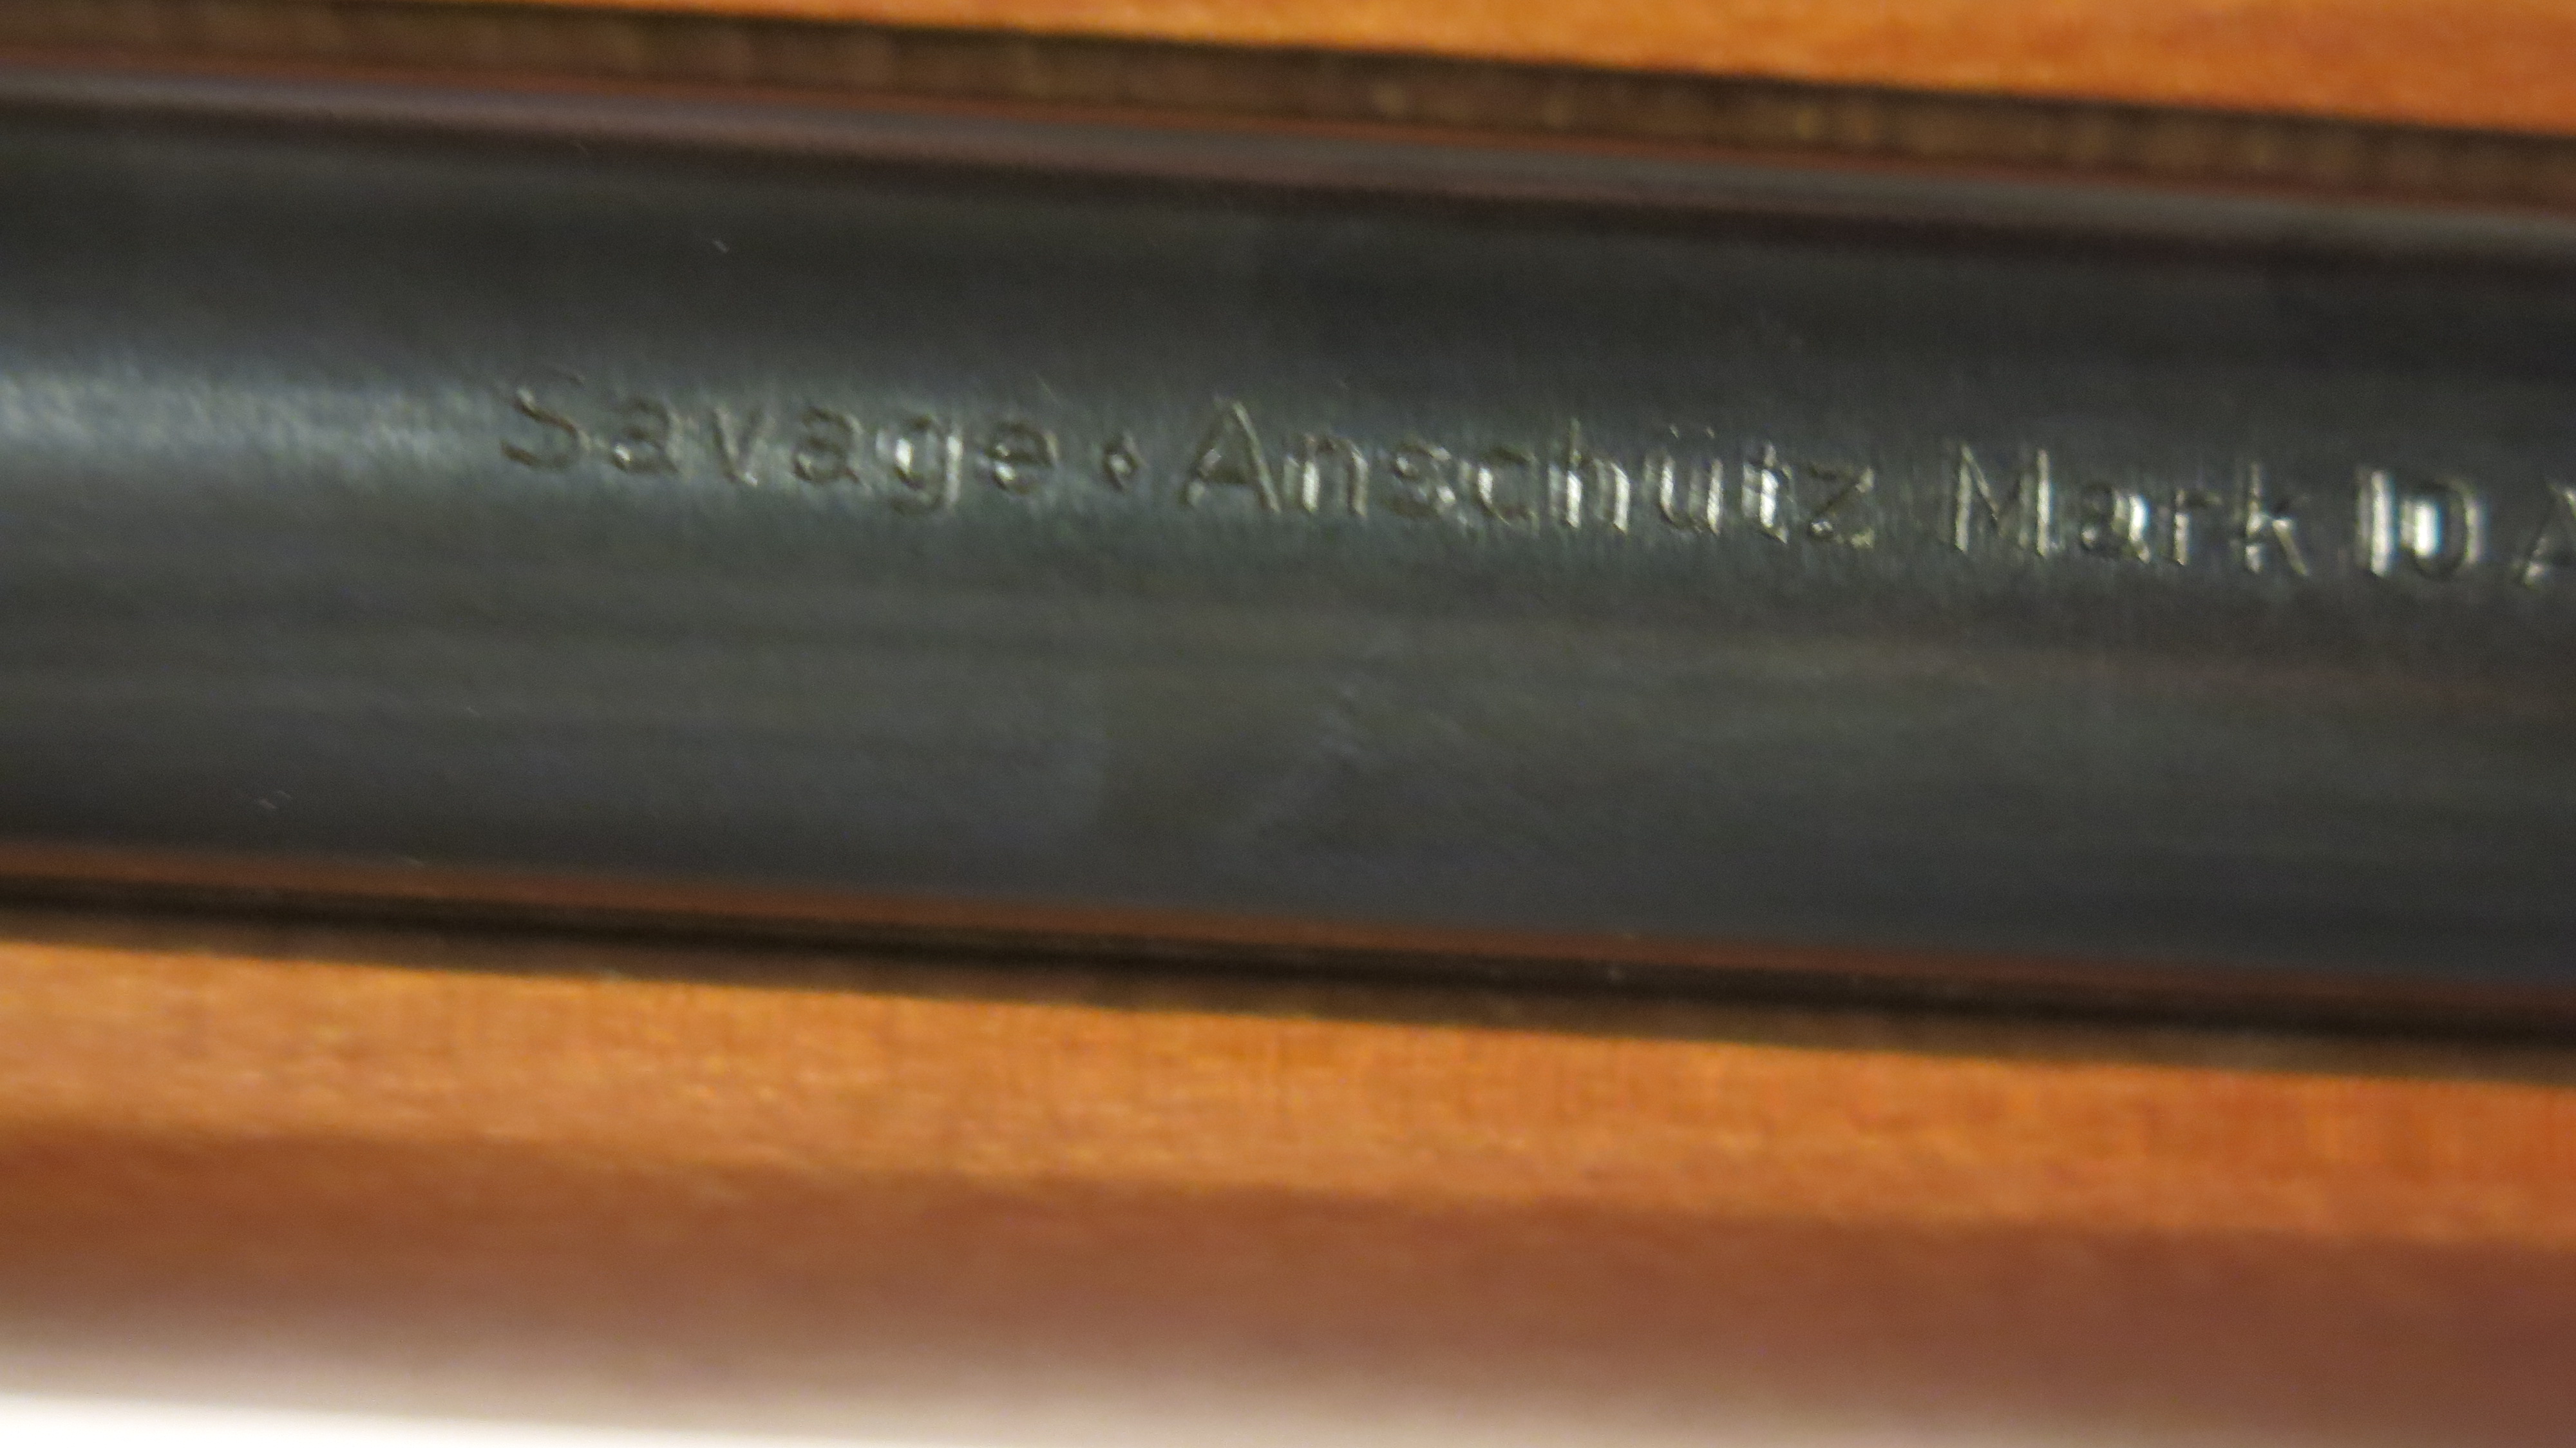 Savage • Anschütz Mark 10 A